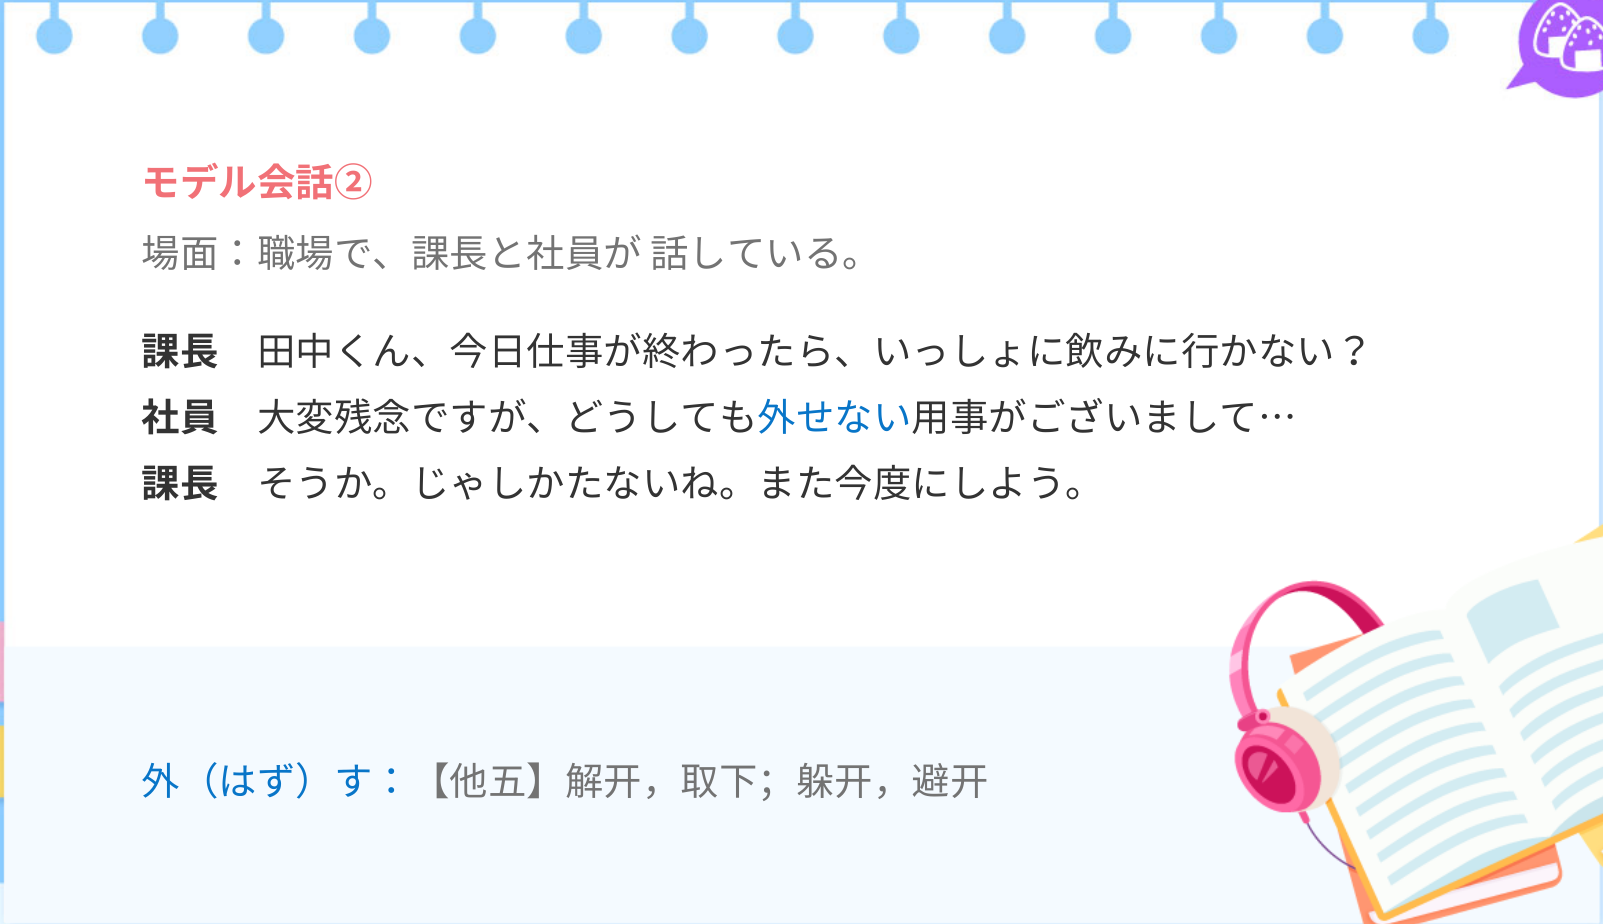 モデル会話②
場面：職場で、課長と社員が 話している。
課長　田中くん、今日仕事が終わったら、いっしょに飲みに行かない？
社員　大変残念ですが、どうしても外せない用事がございまして…
課長　そうか。じゃしかたないね。また今度にしよう。
外（はず）す：【他五】解开，取下；躲开，避开